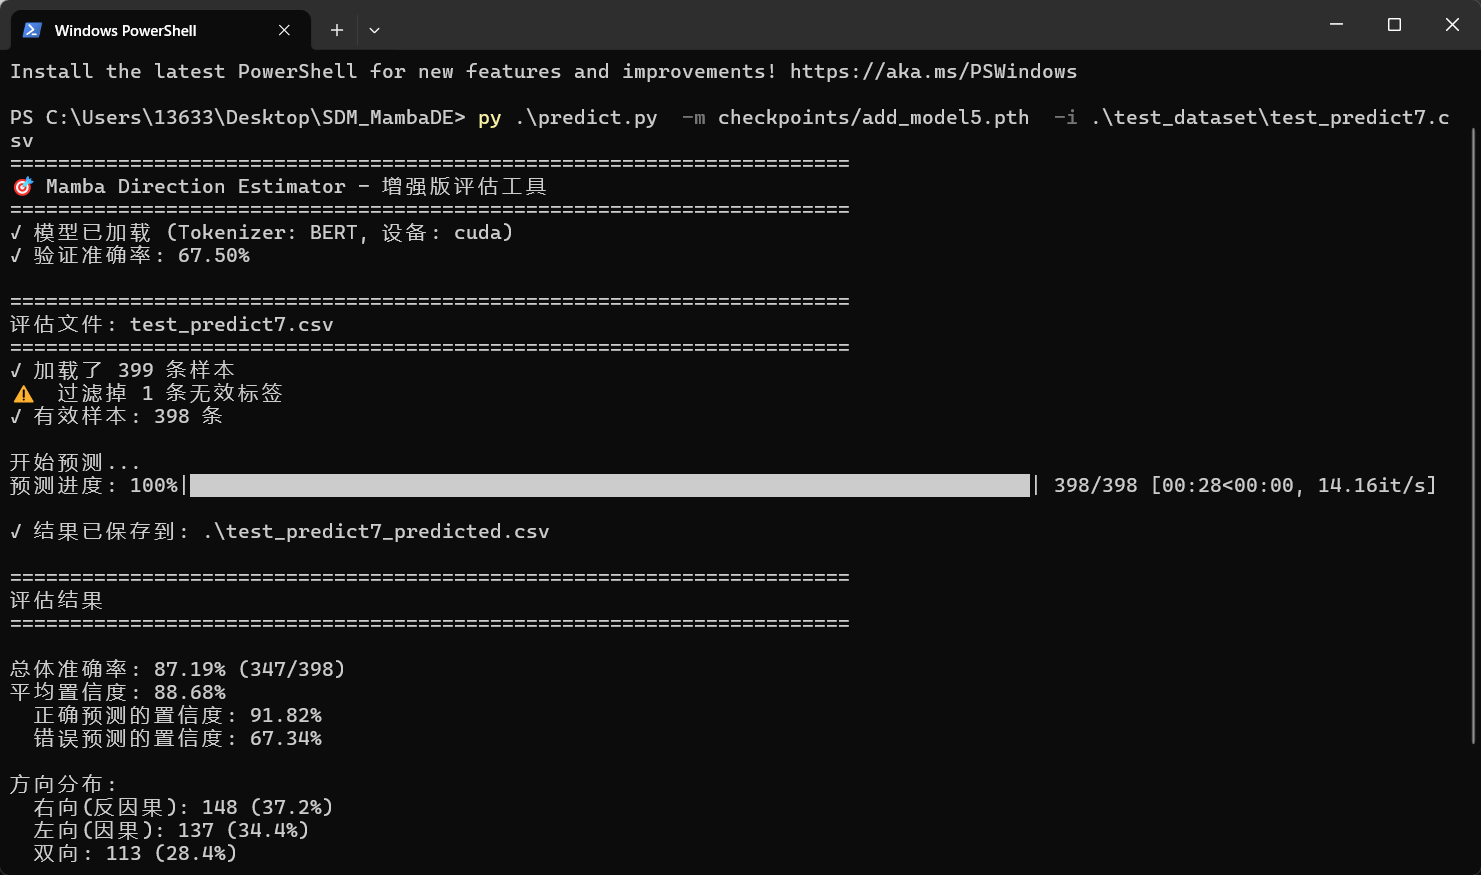 Windows PowerShell
Install the latest PowerShell for new features and improvements! https://aka.ms/PSWindows
PS C:\Users\13633\Desktop\SDM_MambaDE> py .\predict.py  -m checkpoints/add_model5.pth  -i .\test_dataset\test_predict7.c
sv
======================================================================
🎯 Mamba Direction Estimator - 增强版评估工具
======================================================================
✓ 模型已加载 (Tokenizer: BERT, 设备: cuda)
✓ 验证准确率: 67.50%
======================================================================
评估文件: test_predict7.csv
======================================================================
✓ 加载了 399 条样本
⚠️  过滤掉 1 条无效标签
✓ 有效样本: 398 条
开始预测...
预测进度: 100%|██████████████████████████████████████████████████████████████████████| 398/398 [00:28<00:00, 14.16it/s]
✓ 结果已保存到: .\test_predict7_predicted.csv
======================================================================
评估结果
======================================================================
总体准确率: 87.19% (347/398)
平均置信度: 88.68%
  正确预测的置信度: 91.82%
  错误预测的置信度: 67.34%
方向分布:
  右向(反因果): 148 (37.2%)
  左向(因果): 137 (34.4%)
  双向: 113 (28.4%)